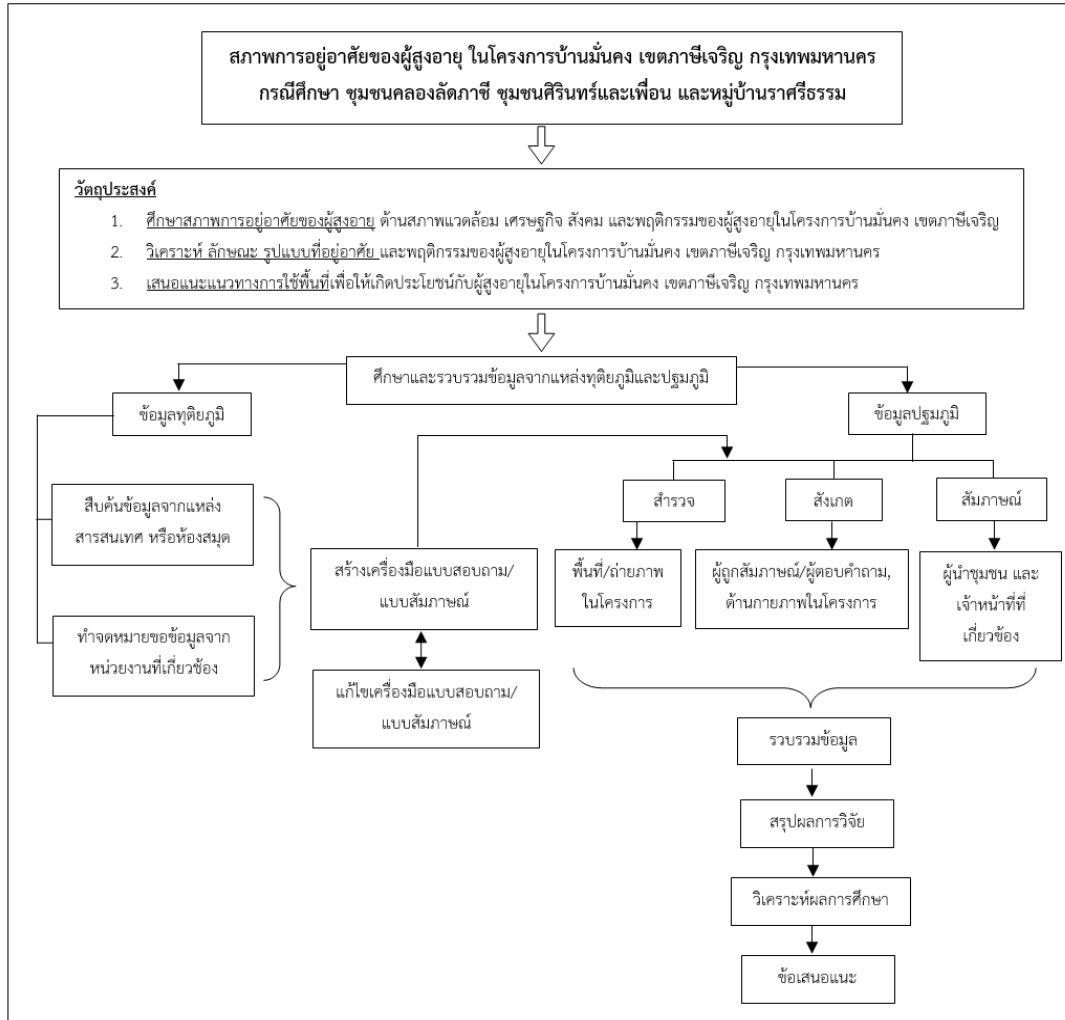 สภาพการอยู่อาศัยของผู้สูงอายุ ในโครงการบ้านมั่นคง เขตภาษีเจริญ กรุงเทพมหานคร
กรณีศึกษา ชุมชนคลองลัดภาชี ชุมชนศิรินทร์และเพื่อน และหมู่บ้านราศรีธรรม
วัตถุประสงค์
1. ศึกษาสภาพการอยู่อาศัยของผู้สูงอายุ ด้านสภาพแวดล้อม เศรษฐกิจ สังคม และพฤติกรรมของผู้สูงอายุในโครงการบ้านมั่นคง เขตภาษีเจริญ
2. วิเคราะห์ ลักษณะ รูปแบบที่อยู่อาศัย และพฤติกรรมของผู้สูงอายุในโครงการบ้านมั่นคง เขตภาษีเจริญ กรุงเทพมหานคร
3. เสนอแนะแนวทางการใช้พื้นที่เพื่อให้เกิดประโยชน์กับผู้สูงอายุในโครงการบ้านมั่นคง เขตภาษีเจริญ กรุงเทพมหานคร
ศึกษาและรวบรวมข้อมูลจากแหล่งทุติยภูมิและปฐมภูมิ
ข้อมูลทุติยภูมิ
ข้อมูลปฐมภูมิ
สืบค้นข้อมูลจากแหล่ง
สารสนเทศ หรือห้องสมุด
ทำจดหมายขอข้อมูลจาก
หน่วยงานที่เกี่ยวช้อง
สร้างเครื่องมือแบบสอบถาม/
แบบสัมภาษณ์
แก้ไขเครื่องมือแบบสอบถาม/
แบบสัมภาษณ์
สำรวจ
สังเกต
สัมภาษณ์
พื้นที่/ถ่ายภาพ
ในโครงการ
ผู้ถูกสัมภาษณ์/ผู้ตอบคำถาม,
ด้านกายภาพในโครงการ
ผู้นำชุมชน และ
เจ้าหน้าที่ที่
เกี่ยวข้อง
รวบรวมข้อมูล
สรุปผลการวิจัย
วิเคราะห์ผลการศึกษา
ข้อเสนอแนะ